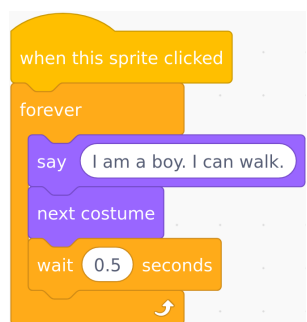 when this sprite clicked
forever
say I am a boy. I can walk.
next costume
wait 0.5 seconds